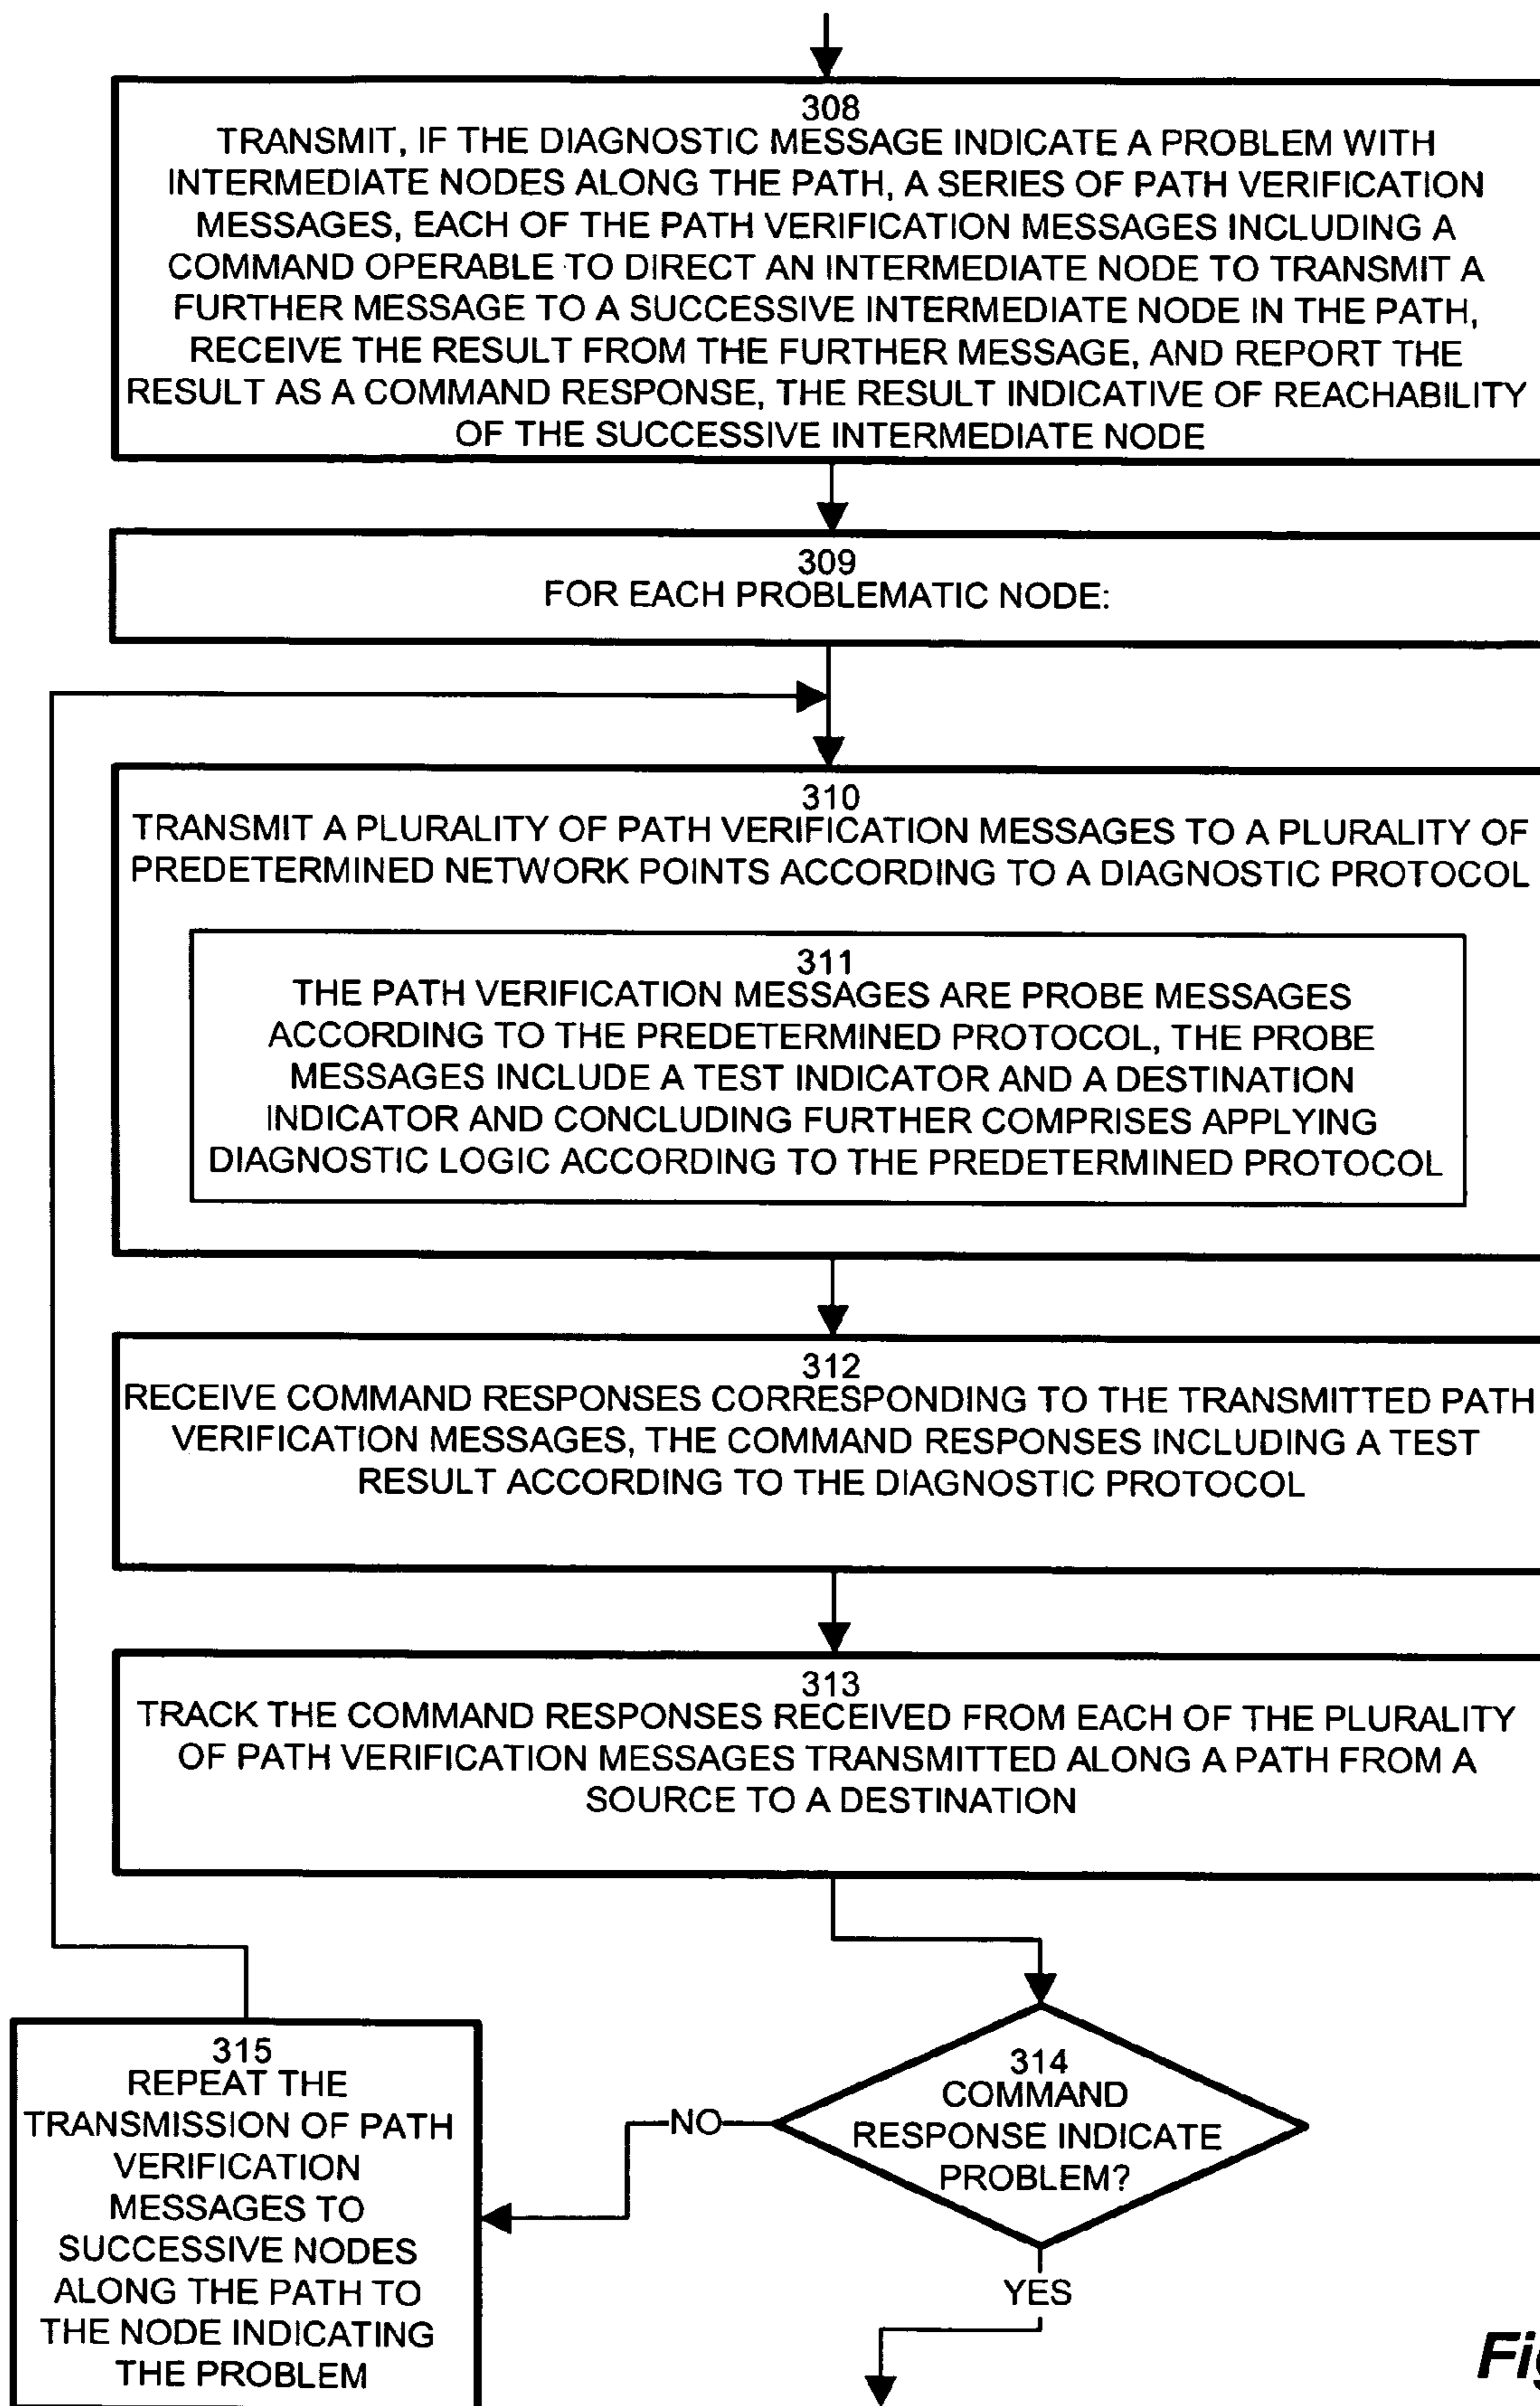 308
TRANSMIT, IF THE DIAGNOSTIC MESSAGE INDICATE A PROBLEM WITH
INTERMEDIATE NODES ALONG THE PATH, A SERIES OF PATH VERIFICATION
MESSAGES, EACH OF THE PATH VERIFICATION MESSAGES INCLUDING A
COMMAND OPERABLE TO DIRECT AN INTERMEDIATE NODE TO TRANSMIT A
FURTHER MESSAGE TO A SUCCESSIVE INTERMEDIATE NODE IN THE PATH,
RECEIVE THE RESULT FROM THE FURTHER MESSAGE, AND REPORT THE
RESULT AS A COMMAND RESPONSE, THE RESULT INDICATIVE OF REACHABILITY
OF THE SUCCESSIVE INTERMEDIATE NODE
309
FOR EACH PROBLEMATIC NODE:
310
TRANSMIT A PLURALITY OF PATH VERIFICATION MESSAGES TO A PLURALITY OF
PREDETERMINED NETWORK POINTS ACCORDING TO A DIAGNOSTIC PROTOCOL
311
THE PATH VERIFICATION MESSAGES ARE PROBE MESSAGES
ACCORDING TO THE PREDETERMINED PROTOCOL, THE PROBE
MESSAGES INCLUDE A TEST INDICATOR AND A DESTINATION
INDICATOR AND CONCLUDING FURTHER COMPRISES APPLYING
DIAGNOSTIC LOGIC ACCORDING TO THE PREDETERMINED PROTOCOL
312
RECEIVE COMMAND RESPONSES CORRESPONDING TO THE TRANSMITTED PATH
VERIFICATION MESSAGES, THE COMMAND RESPONSES INCLUDING A TEST
RESULT ACCORDING TO THE DIAGNOSTIC PROTOCOL
313
TRACK THE COMMAND RESPONSES RECEIVED FROM EACH OF THE PLURALITY
OF PATH VERIFICATION MESSAGES TRANSMITTED ALONG A PATH FROM A
SOURCE TO A DESTINATION
314
COMMAND
RESPONSE INDICATE
PROBLEM?
NO
YES
315
REPEAT THE
TRANSMISSION OF PATH
VERIFICATION
MESSAGES TO
SUCCESSIVE NODES
ALONG THE PATH TO
THE NODE INDICATING
THE PROBLEM